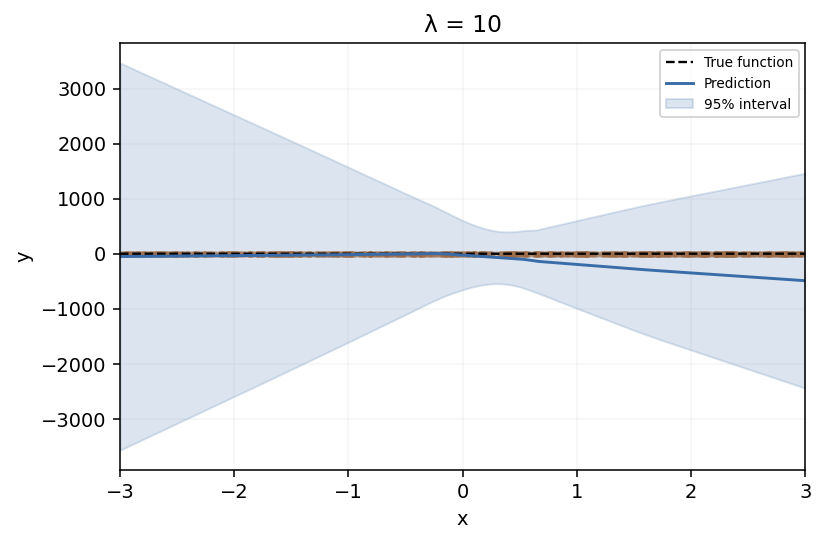 λ = 10
True function
Prediction
95% interval
3000
2000
1000
0
−1000
−2000
−3000
y
−3 −2 −1 0 1 2 3
x